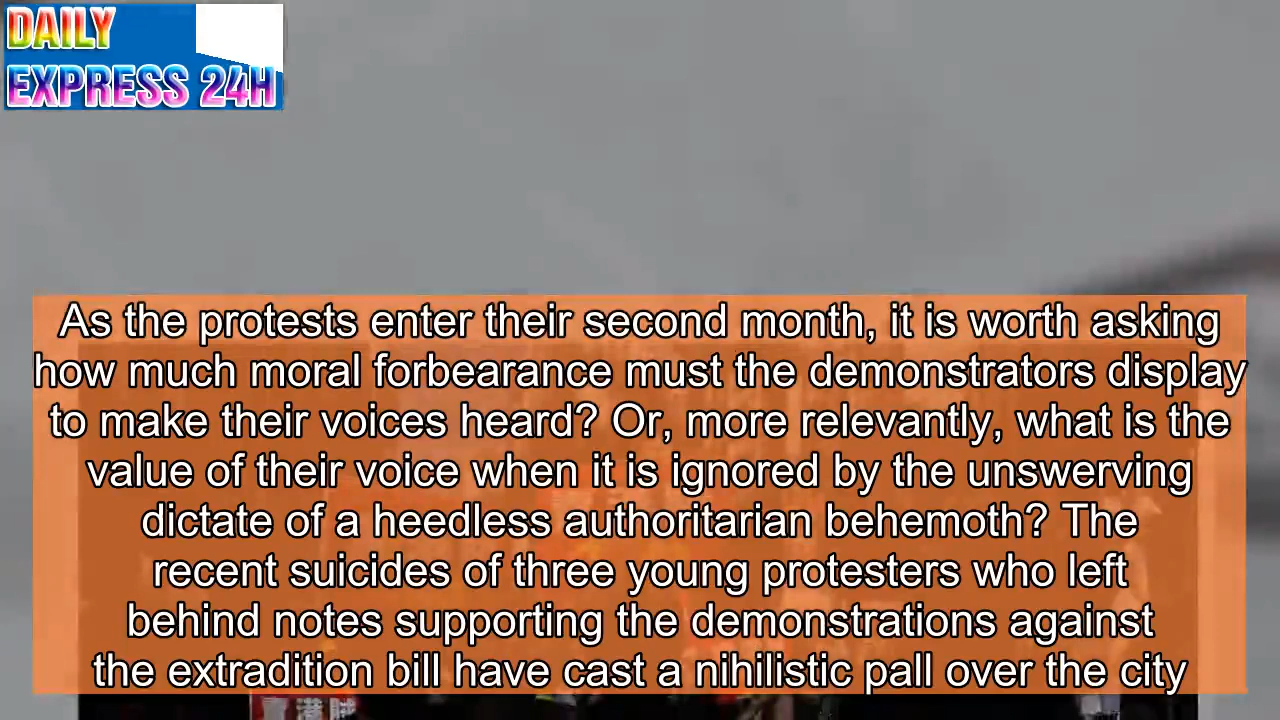 DAILY
EXPRESS 24H
As the protests enter their second month, it is worth asking
how much moral forbearance must the demonstrators display
to make their voices heard? Or, more relevantly, what is the
value of their voice when it is ignored by the unswerving
dictate of a heedless authoritarian behemoth? The
recent suicides of three young protesters who left
behind notes supporting the demonstrations against
the extradition bill have cast a nihilistic pall over the city